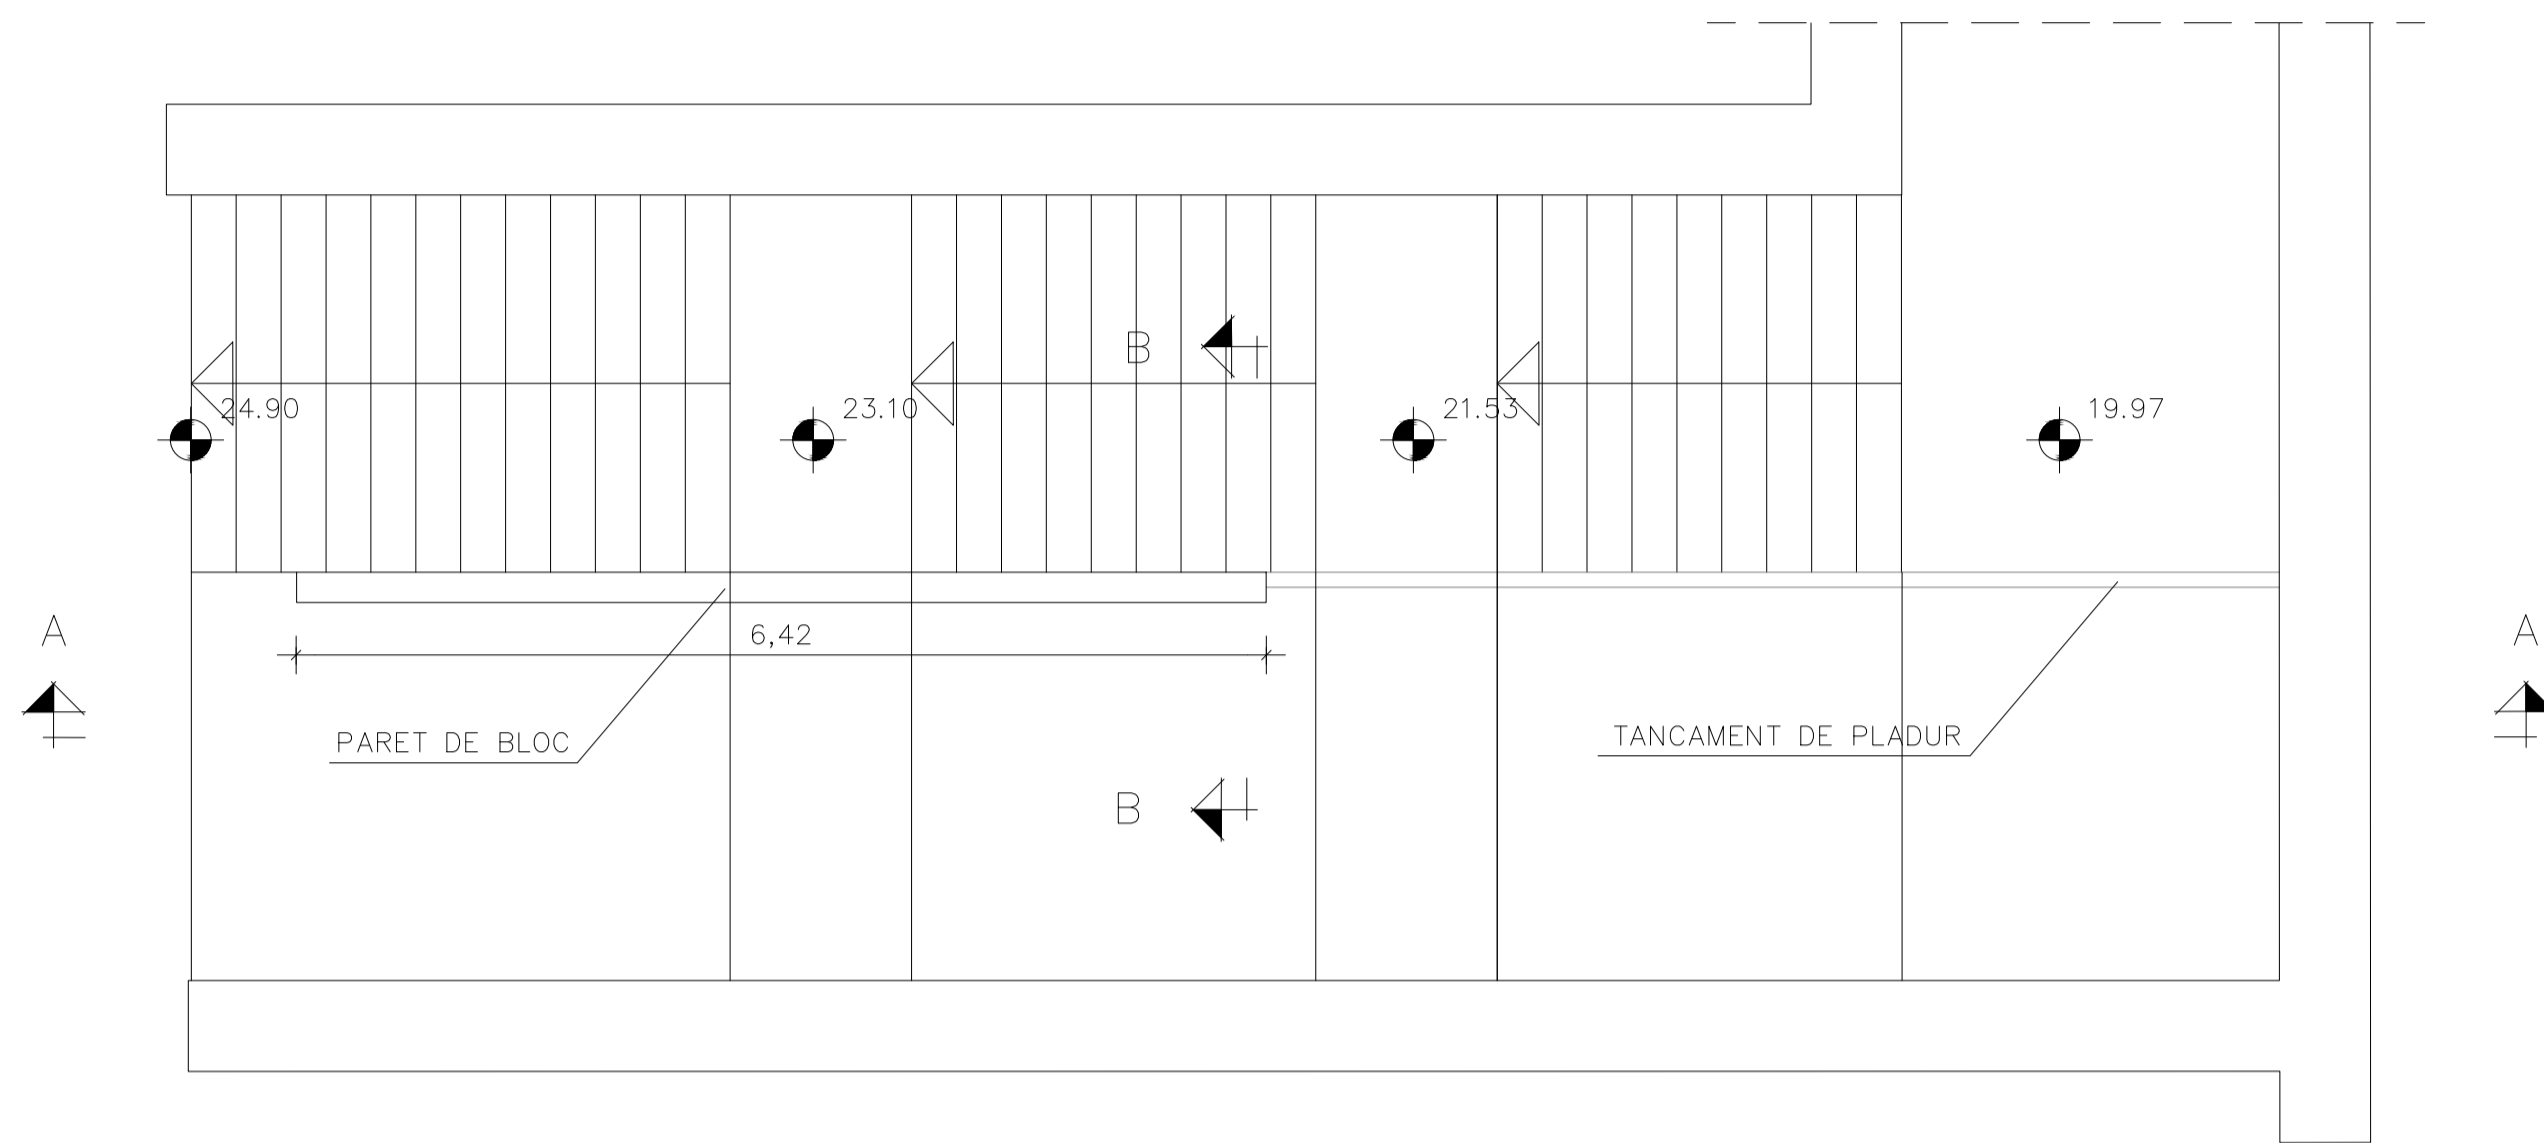 B
24.90
23.10
21.53
19.97
A
A
6,42
PARET DE BLOC
TANCAMENT DE PLADUR
B